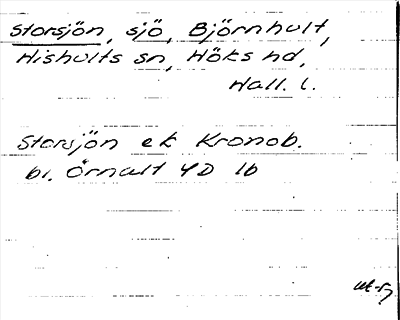 Storsjön, sjö, Björnhult,
Hishults sn, Höks hd,
Hall. l.
Storsjön ek Kronob.
bl. Örnalt 4D 1b